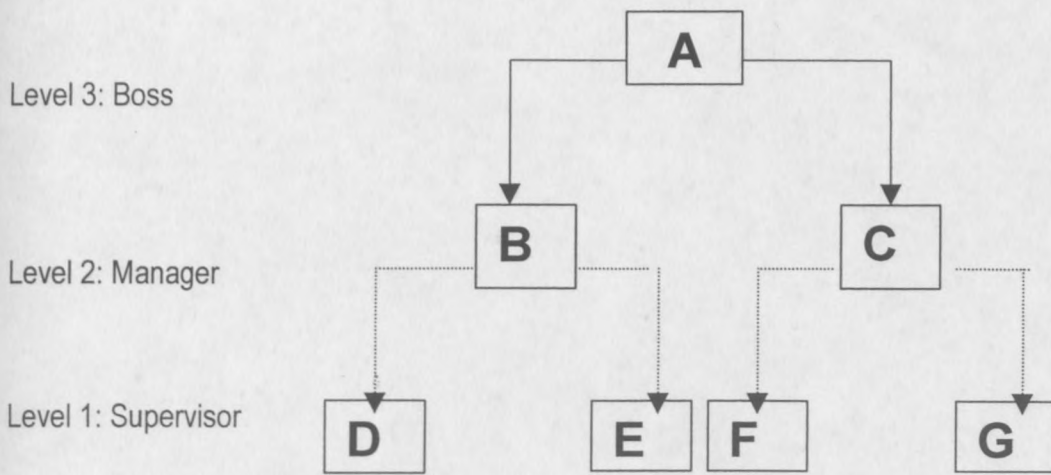 A
Level 3: Boss
B
C
Level 2: Manager
Level 1: Supervisor
D
E
F
G